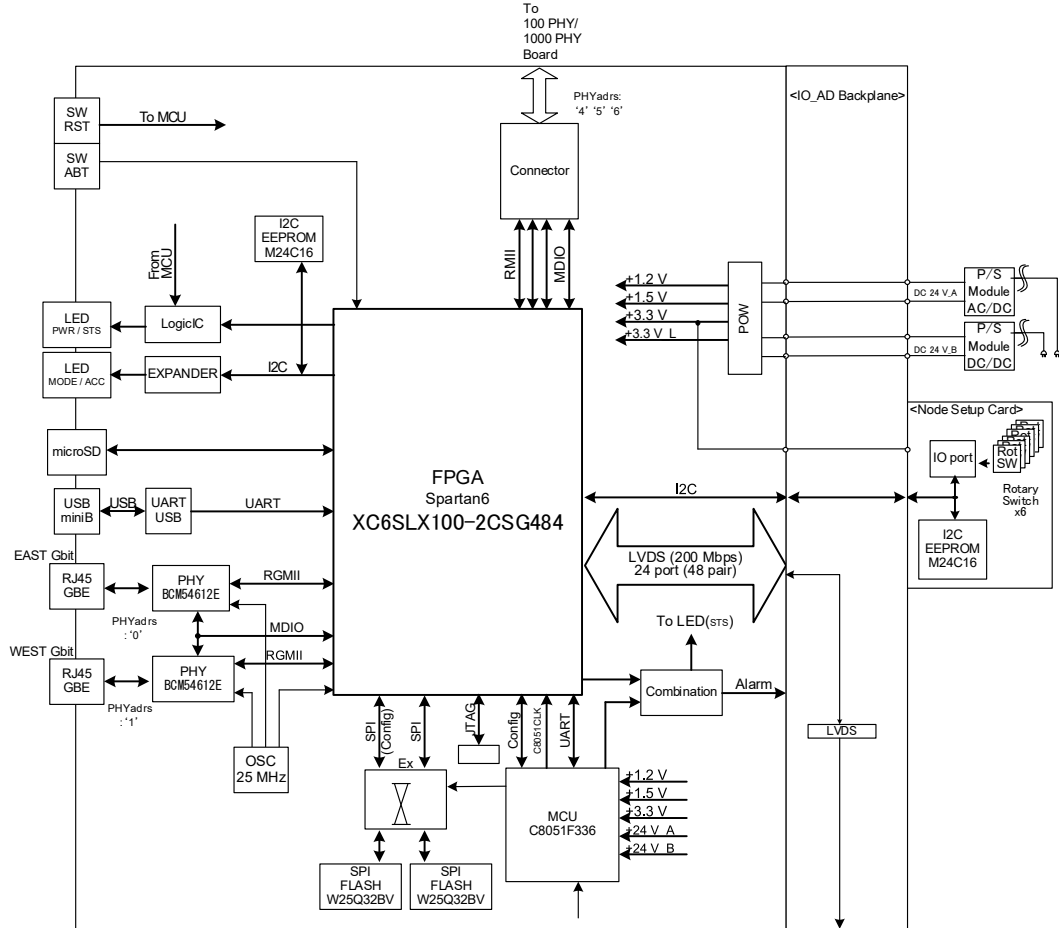 To
100 PHY/
1000 PHY
Board
PHYadrs:
‘4’ ‘5’ ‘6’
<IO_AD Backplane>
SW
RST
To MCU
SW
ABT
Connector
I2C
EEPROM
M24C16
From
MCU
RMII
MDIO
+1.2 V
+1.5 V
+3.3 V
+3.3 V_L
POW
DC 24 V_A
DC 24 V_B
P/S
Module
AC/DC
P/S
Module
DC/DC
LED
PWR / STS
LogicIC
LED
MODE / ACC
EXPANDER
I2C
microSD
USB
miniB
USB
UART
USB
UART
FPGA
Spartan6
XC6SLX100-2CSG484
I2C
<Node Setup Card>
IO port
Rot
SW
Rotary
Switch
x6
I2C
EEPROM
M24C16
LVDS (200 Mbps)
24 port (48 pair)
EAST Gbit
RJ45
GBE
PHY
BCM54612E
RGMII
PHYadrs
: ‘0’
MDIO
WEST Gbit
RJ45
GBE
PHY
BCM54612E
RGMII
PHYadrs
: ‘1’
OSC
25 MHz
To LED(STS)
Combination
Alarm
LVDS
SPI
(Config)
SPI
JTAG
Config
C8051CLK
UART
Ex
MCU
C8051F336
+1.2 V
+1.5 V
+3.3 V
+24 V_A
+24 V_B
SPI
FLASH
W25Q32BV
SPI
FLASH
W25Q32BV